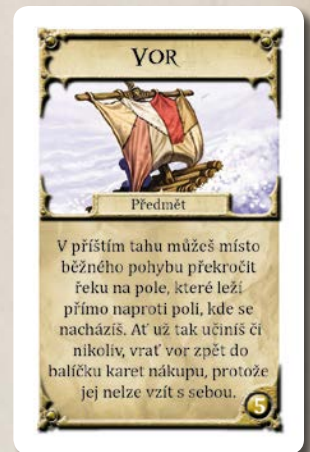 VOR
Předmět
V příštím tahu můžeš místo
běžného pohybu překročit
řeku na pole, které leží
přímo naproti poli, kde se
nacházíš. Ať už tak učiníš či
nikoliv, vrať vor zpět do
balíčku karet nákupu, protože
jej nelze vzít s sebou.
5